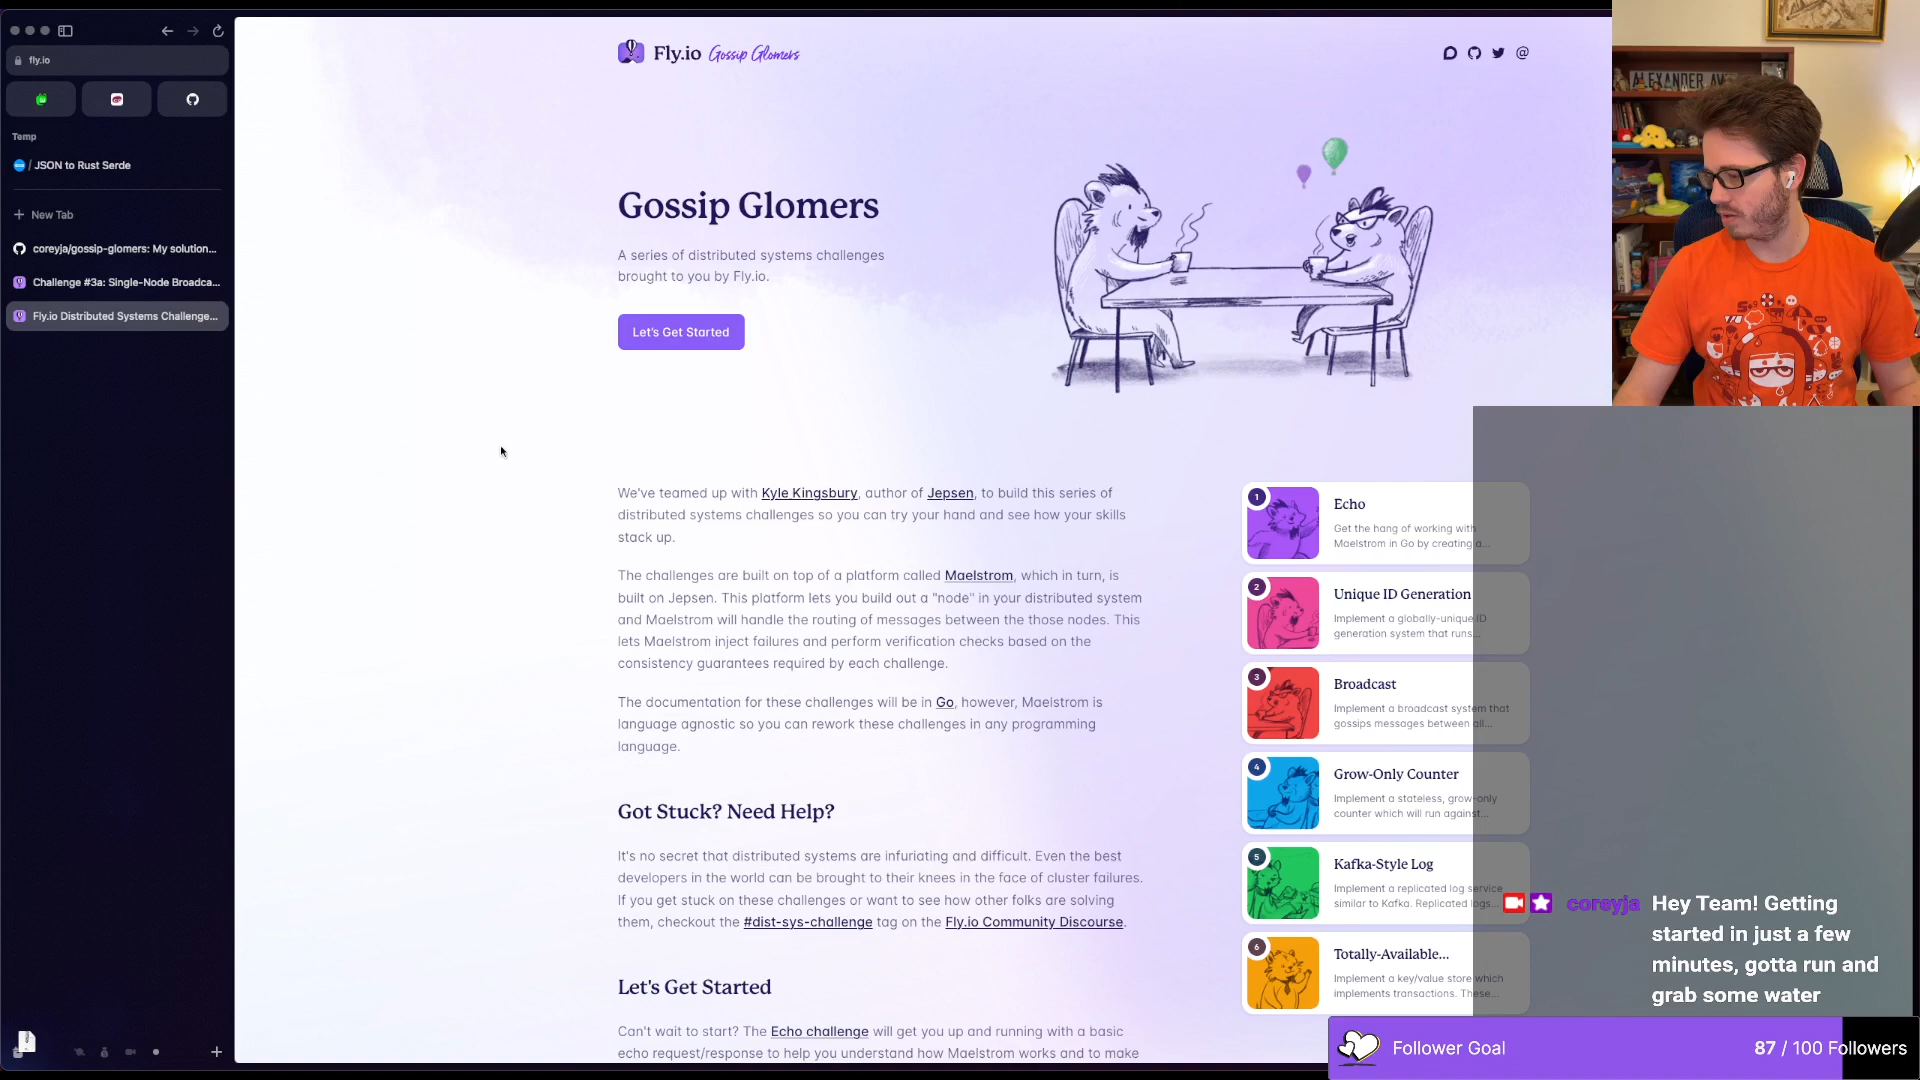 fly.io
Temp
/ JSON to Rust Serde
New Tab
coreyja/gossip-glomers: My solution...
Challenge #3a: Single-Node Broadca...
Fly.io Distributed Systems Challenge...
Fly.io Gossip Glomers
Gossip Glomers
A series of distributed systems challenges
brought to you by Fly.io.
Let's Get Started
We've teamed up with Kyle Kingsbury, author of Jepsen, to build this series of
distributed systems challenges so you can try your hand and see how your skills
stack up.
The challenges are built on top of a platform called Maelstrom, which in turn, is
built on Jepsen. This platform lets you build out a "node" in your distributed system
and Maelstrom will handle the routing of messages between the those nodes. This
lets Maelstrom inject failures and perform verification checks based on the
consistency guarantees required by each challenge.
The documentation for these challenges will be in Go, however, Maelstrom is
language agnostic so you can rework these challenges in any programming
language.
Got Stuck? Need Help?
It's no secret that distributed systems are infuriating and difficult. Even the best
developers in the world can be brought to their knees in the face of cluster failures.
If you get stuck on these challenges or want to see how other folks are solving
them, checkout the #dist-sys-challenge tag on the Fly.io Community Discourse.
Let's Get Started
Can't wait to start? The Echo challenge will get you up and running with a basic
echo request/response to help you understand how Maelstrom works and to make
1
Echo
Get the hang of working with
Maelstrom in Go by creating a...
2
Unique ID Generation
Implement a globally-unique ID
generation system that runs...
3
Broadcast
Implement a broadcast system that
gossips messages between all...
4
Grow-Only Counter
Implement a stateless, grow-only
counter which will run against...
5
Kafka-Style Log
Implement a replicated log service
similar to Kafka. Replicated logs...
6
Totally-Available...
Implement a key/value store which
implements transactions. These...
ALEXANDER AV
coreyja Hey Team! Getting
started in just a few
minutes, gotta run and
grab some water
Follower Goal
87 / 100 Followers